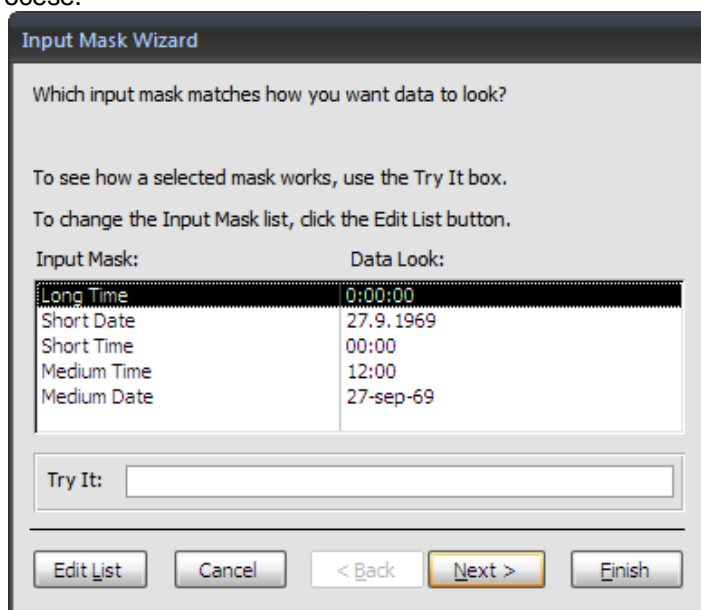 Input Mask Wizard
Which input mask matches how you want data to look?
To see how a selected mask works, use the Try It box.
To change the Input Mask list, click the Edit List button.
Input Mask: Data Look:
Long Time 0:00:00
Short Date 27.9.1969
Short Time 00:00
Medium Time 12:00
Medium Date 27-sep-69
Try It:
Edit List Cancel < Back Next > Finish